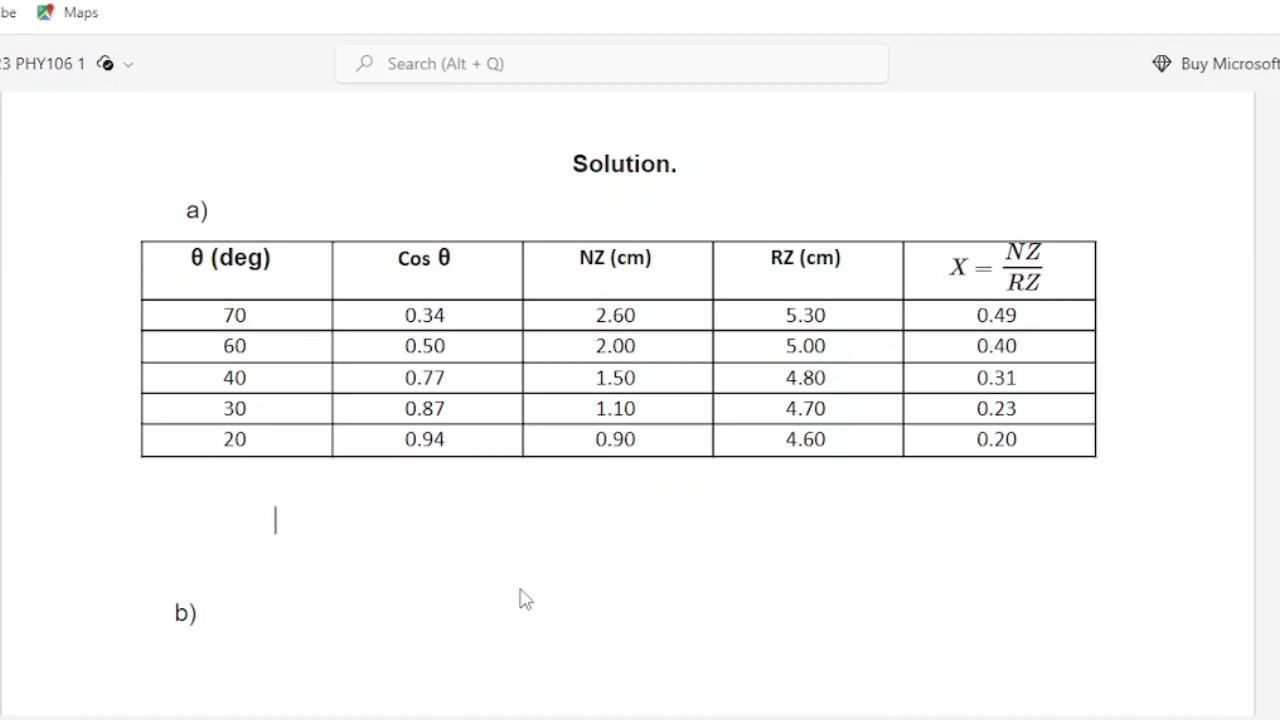 be Maps
23 PHY106 1 Search (Alt + Q) Buy Microsoft
Solution.
a)
θ (deg) Cos θ NZ (cm) RZ (cm) X = NZ/RZ
70 0.34 2.60 5.30 0.49
60 0.50 2.00 5.00 0.40
40 0.77 1.50 4.80 0.31
30 0.87 1.10 4.70 0.23
20 0.94 0.90 4.60 0.20
b)